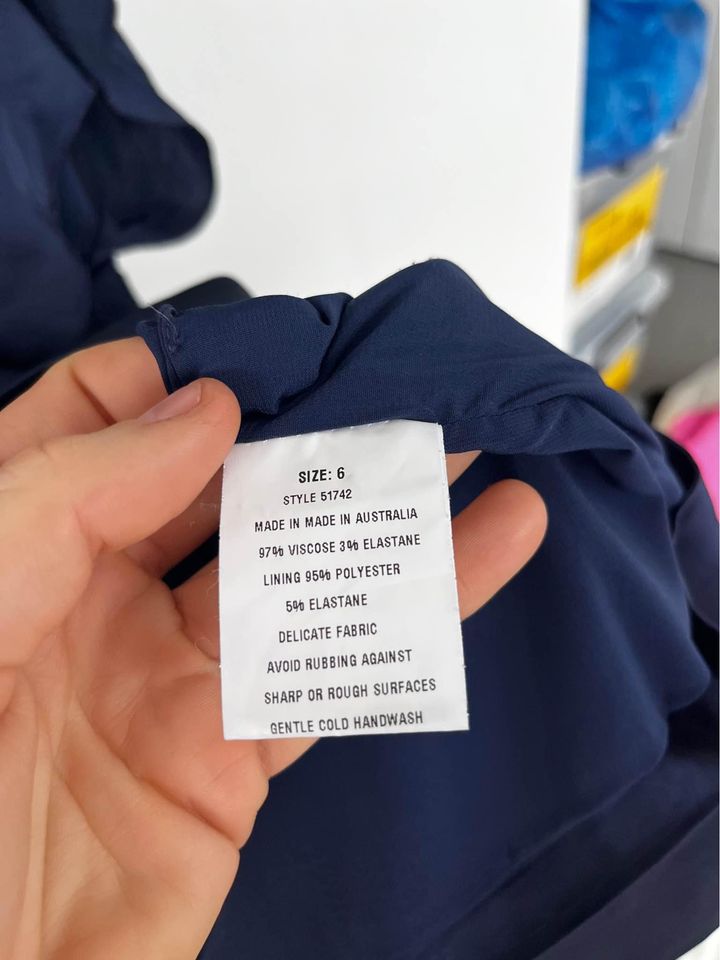 SIZE: 6
STYLE 51742
MADE IN MADE IN AUSTRALIA
97% VISCOSE 3% ELASTANE
LINING 95% POLYESTER
5% ELASTANE
DELICATE FABRIC
AVOID RUBBING AGAINST
SHARP OR ROUGH SURFACES
GENTLE COLD HANDWASH